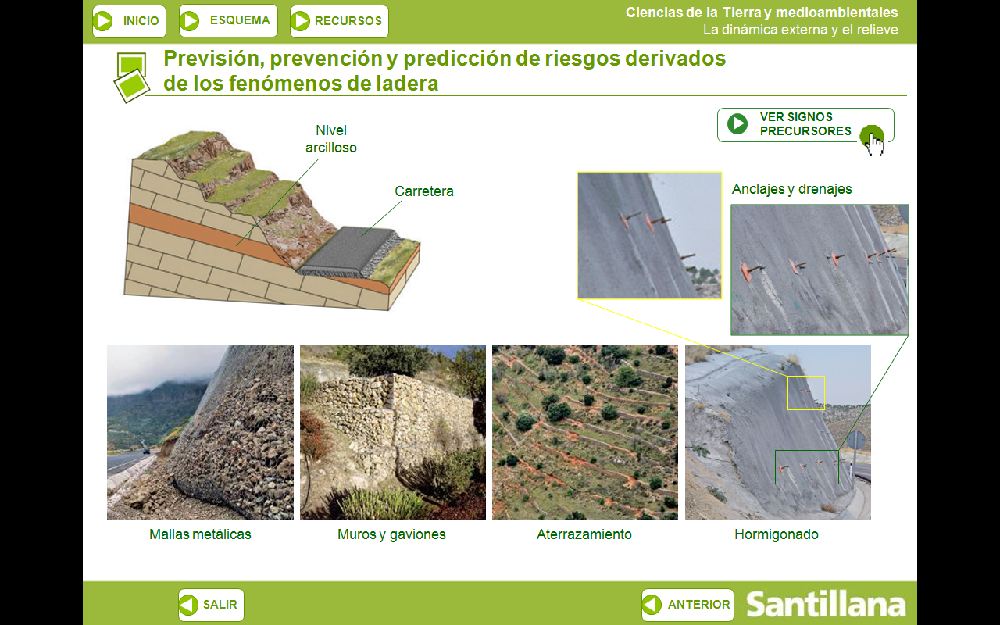 INICIO
ESQUEMA
RECURSOS
Ciencias de la Tierra y medioambientales
La dinámica externa y el relieve
Previsión, prevención y predicción de riesgos derivados
de los fenómenos de ladera
VER SIGNOS
PRECURSORES
Nivel
arcilloso
Carretera
Anclajes y drenajes
Mallas metálicas
Muros y gaviones
Aterrazamiento
Hormigonado
SALIR
ANTERIOR
Santillana